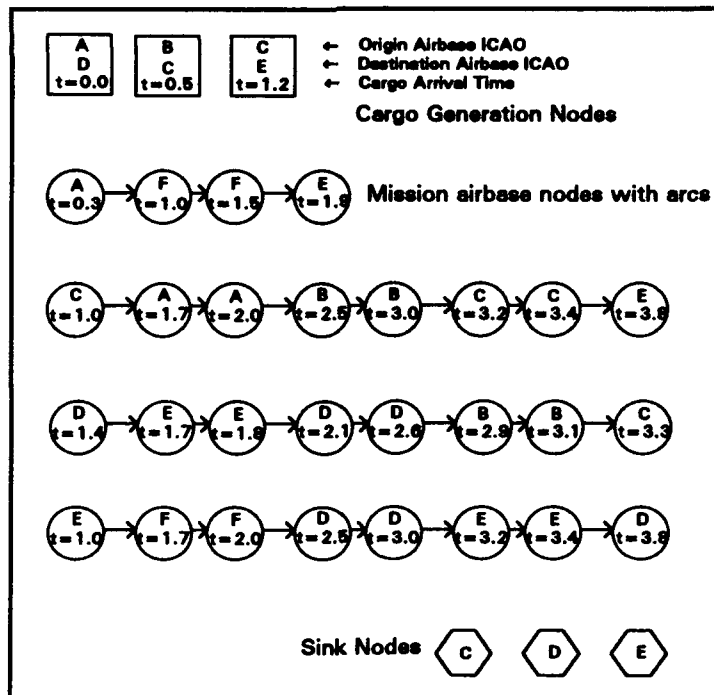 A B C ← Origin Airbase ICAO
D C E ← Destination Airbase ICAO
t=0.0 t=0.5 t=1.2 ← Cargo Arrival Time
Cargo Generation Nodes
A F F E Mission airbase nodes with arcs
t=0.3 t=1.0 t=1.5 t=1.9
C A A B B C C E
t=1.0 t=1.7 t=2.0 t=2.5 t=3.0 t=3.2 t=3.4 t=3.8
D E E D D B B C
t=1.4 t=1.7 t=1.9 t=2.1 t=2.6 t=2.9 t=3.1 t=3.3
E F F D D E E D
t=1.0 t=1.7 t=2.0 t=2.5 t=3.0 t=3.2 t=3.4 t=3.8
Sink Nodes C D E